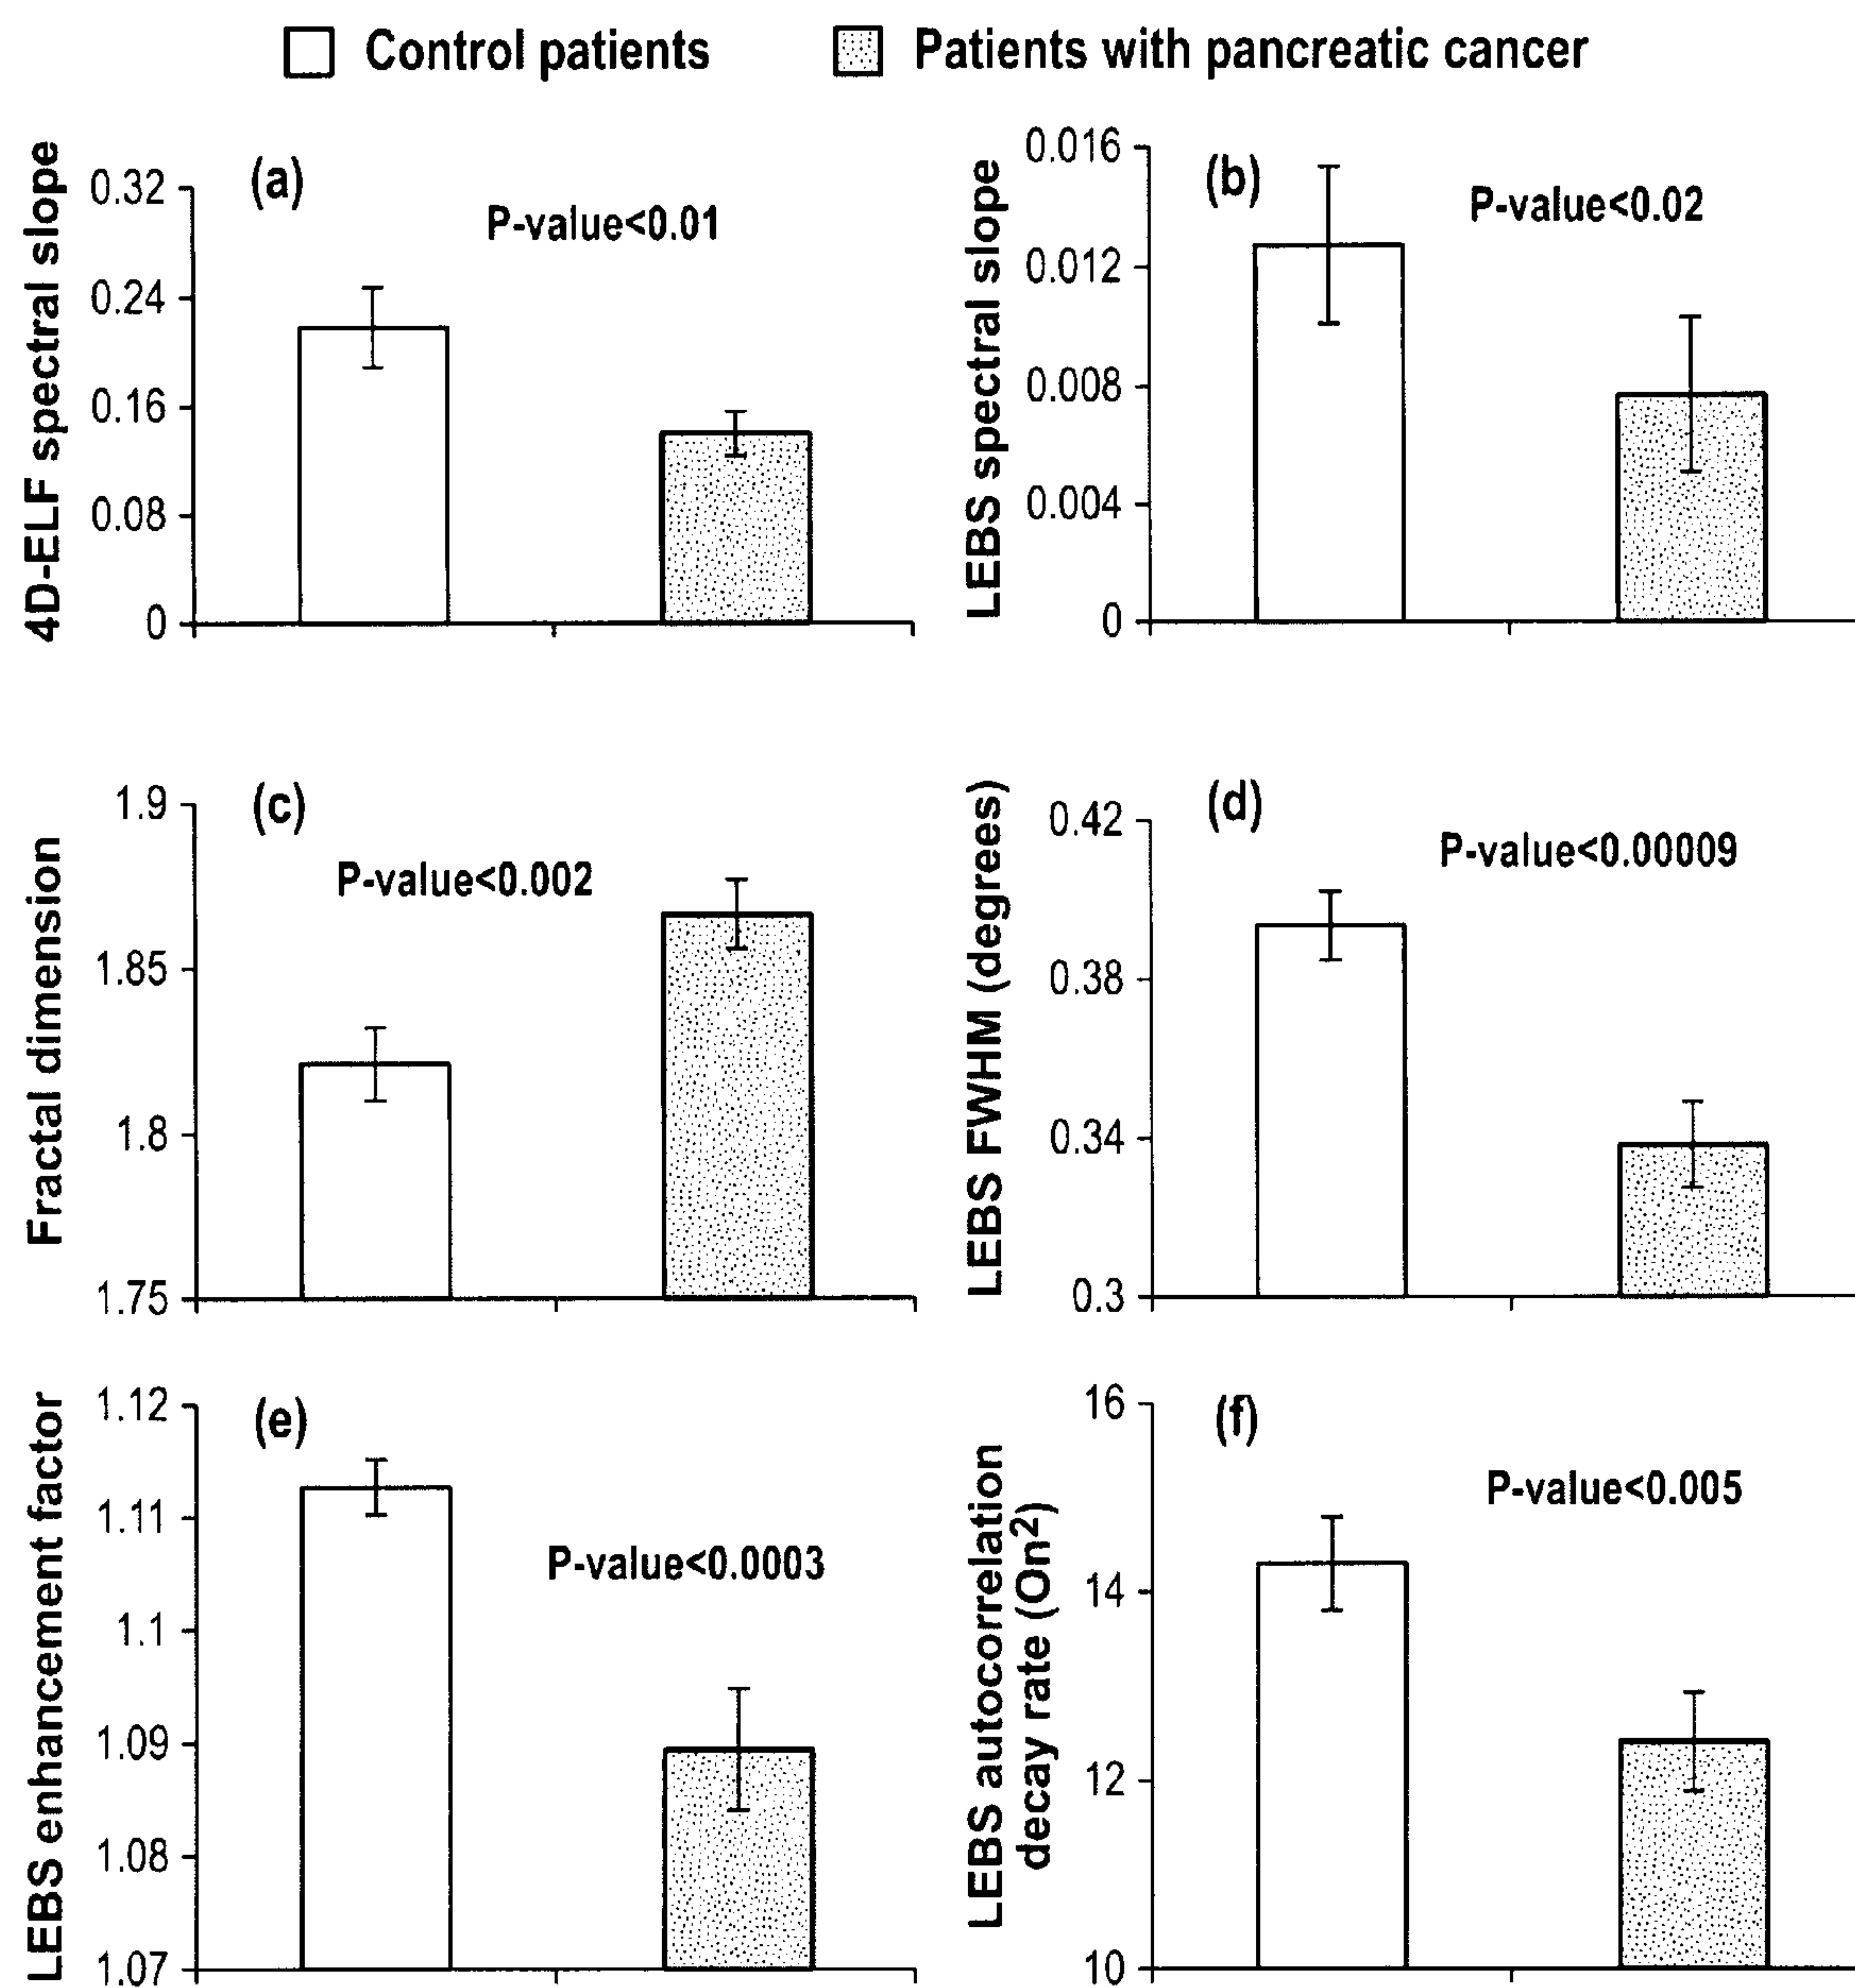 Control patients
Patients with pancreatic cancer
4D-ELF spectral slope
0.32
0.24
0.16
0.08
0
(a)
P-value<0.01
LEBS spectral slope
0.016
0.012
0.008
0.004
0
(b)
P-value<0.02
Fractal dimension
1.9
1.85
1.8
1.75
(c)
P-value<0.002
LEBS FWHM (degrees)
0.42
0.38
0.34
0.3
(d)
P-value<0.00009
LEBS enhancement factor
1.12
1.11
1.1
1.09
1.08
1.07
(e)
P-value<0.0003
LEBS autocorrelation
decay rate (On²)
16
14
12
10
(f)
P-value<0.005